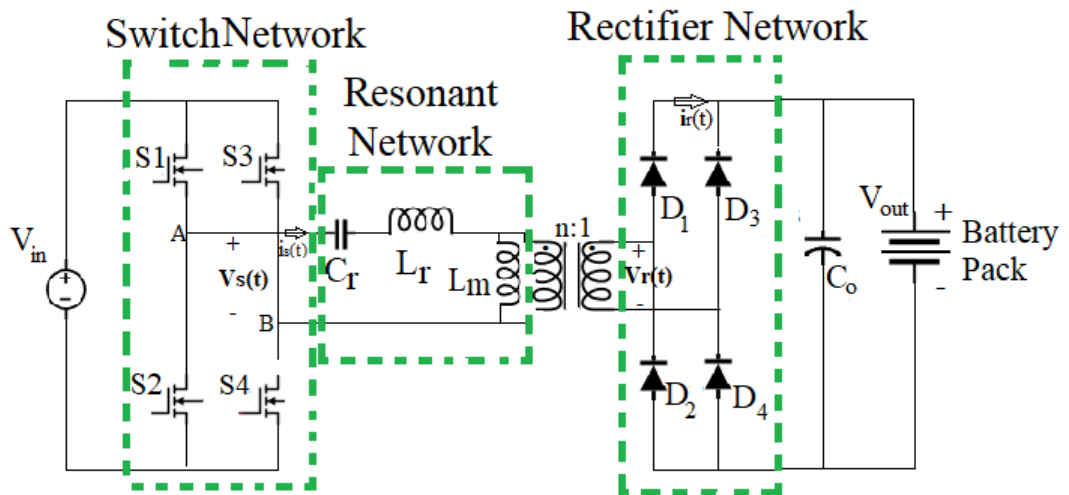 SwitchNetwork
Rectifier Network
Resonant
Network
ir(t)
S1
S3
D1
D3
Vin
A
+
Vs(t)
-
B
is(t)
Cr
Lr
Lm
n:1
+
Vr(t)
-
Vout
+
Battery
Pack
-
Co
S2
S4
D2
D4